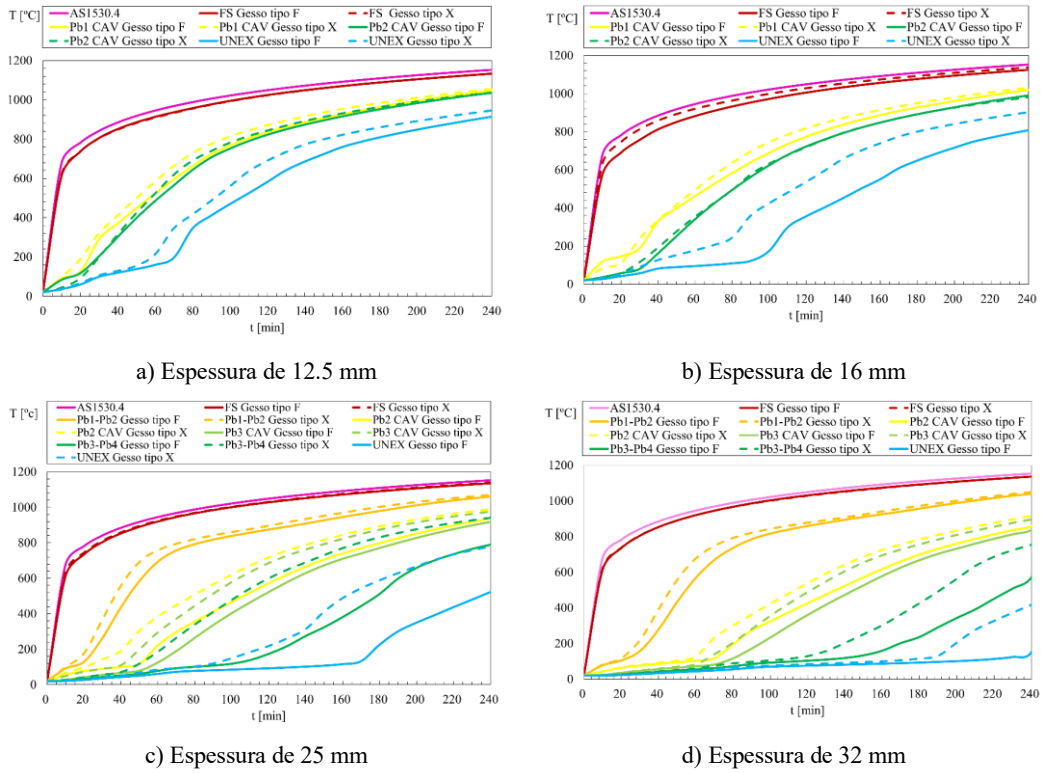 T [ºC]
AS1530.4 FS Gesso tipo F FS Gesso tipo X
Pb1 CAV Gesso tipo F Pb1 CAV Gesso tipo X Pb2 CAV Gesso tipo F
Pb2 CAV Gesso tipo X UNEX Gesso tipo F UNEX Gesso tipo X
1200
1000
800
600
400
200
0
0 20 40 60 80 100 120 140 160 180 200 220 240
t [min]
a) Espessura de 12.5 mm
T [ºC]
AS1530.4 FS Gesso tipo F FS Gesso tipo X
Pb1 CAV Gesso tipo F Pb1 CAV Gesso tipo X Pb2 CAV Gesso tipo F
Pb2 CAV Gesso tipo X UNEX Gesso tipo F UNEX Gesso tipo X
1200
1000
800
600
400
200
0
0 20 40 60 80 100 120 140 160 180 200 220 240
t [min]
b) Espessura de 16 mm
T [ºc]
AS1530.4 FS Gesso tipo F FS Gesso tipo X
Pb1-Pb2 Gesso tipo F Pb1-Pb2 Gesso tipo X Pb2 CAV Gesso tipo F
Pb2 CAV Gesso tipo X Pb3 CAV Gesso tipo F Pb3 CAV Gesso tipo X
Pb3-Pb4 Gesso tipo F Pb3-Pb4 Gesso tipo X UNEX Gesso tipo F
UNEX Gesso tipo X
1200
1000
800
600
400
200
0
0 20 40 60 80 100 120 140 160 180 200 220 240
t [min]
c) Espessura de 25 mm
T [ºC]
AS1530.4 FS Gesso tipo F FS Gesso tipo X
Pb1-Pb2 Gesso tipo F Pb1-Pb2 Gesso tipo X Pb2 CAV Gesso tipo F
Pb2 CAV Gesso tipo X Pb3 CAV Gesso tipo F Pb3 CAV Gesso tipo X
Pb3-Pb4 Gesso tipo F Pb3-Pb4 Gesso tipo X UNEX Gesso tipo F
UNEX Gesso tipo X
1200
1000
800
600
400
200
0
0 20 40 60 80 100 120 140 160 180 200 220 240
t [min]
d) Espessura de 32 mm